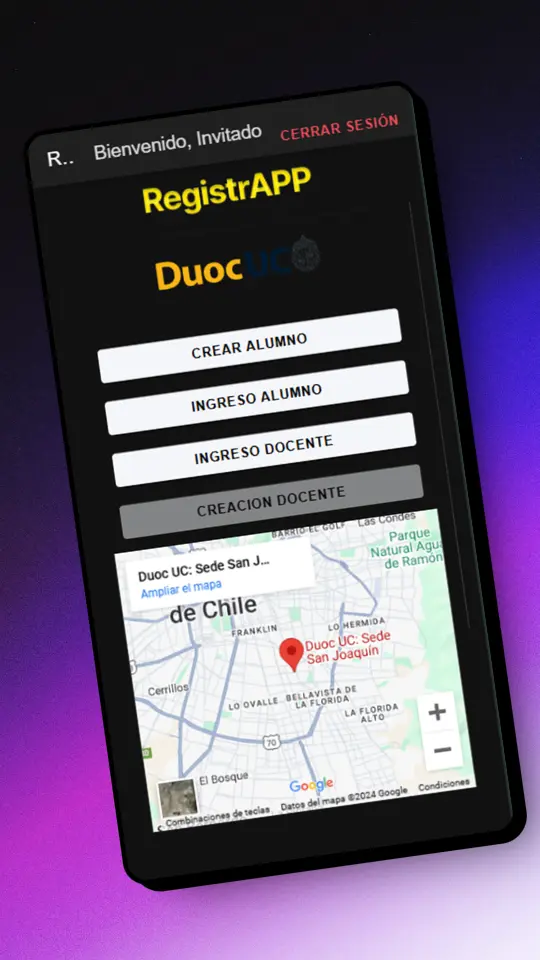 R..
Bienvenido, Invitado
CERRAR SESIÓN
RegistrAPP
DuocUC
CREAR ALUMNO
INGRESO ALUMNO
INGRESO DOCENTE
CREACION DOCENTE
BARRIO EL GOLF
Las Condes
Parque
Natural Agua
de Ramón
Duoc UC: Sede San J...
Ampliar el mapa
de Chile
FRANKLIN
LO HERMIDA
Duoc UC: Sede
San Joaquín
Cerrillos
LO OVALLE
BELLAVISTA DE
LA FLORIDA
LA FLORIDA
ALTO
70
+
−
El Bosque
Google
Combinaciones de teclas
Datos del mapa ©2024 Google
Condiciones